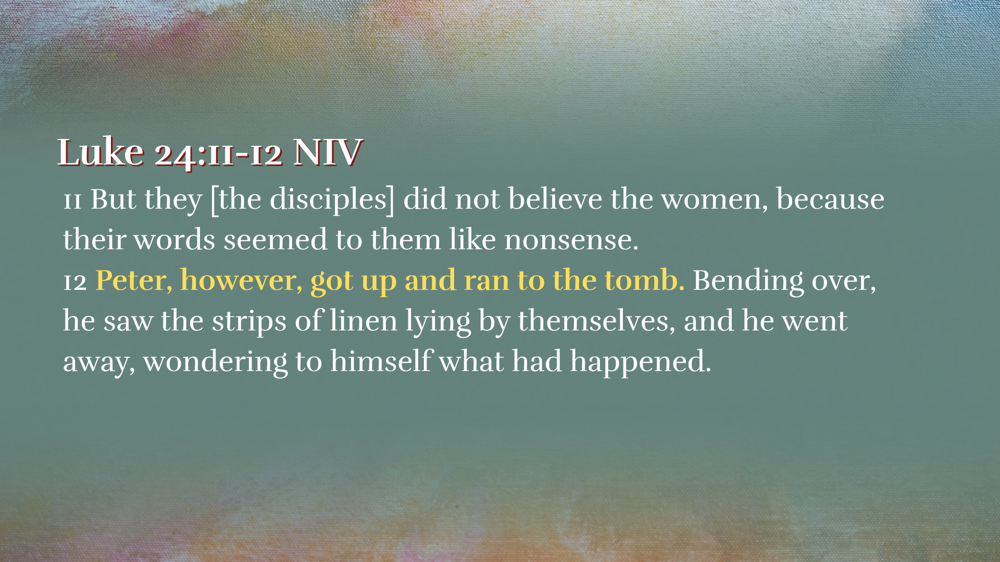 Luke 24:11-12 NIV
11 But they [the disciples] did not believe the women, because
their words seemed to them like nonsense.
12 Peter, however, got up and ran to the tomb. Bending over,
he saw the strips of linen lying by themselves, and he went
away, wondering to himself what had happened.